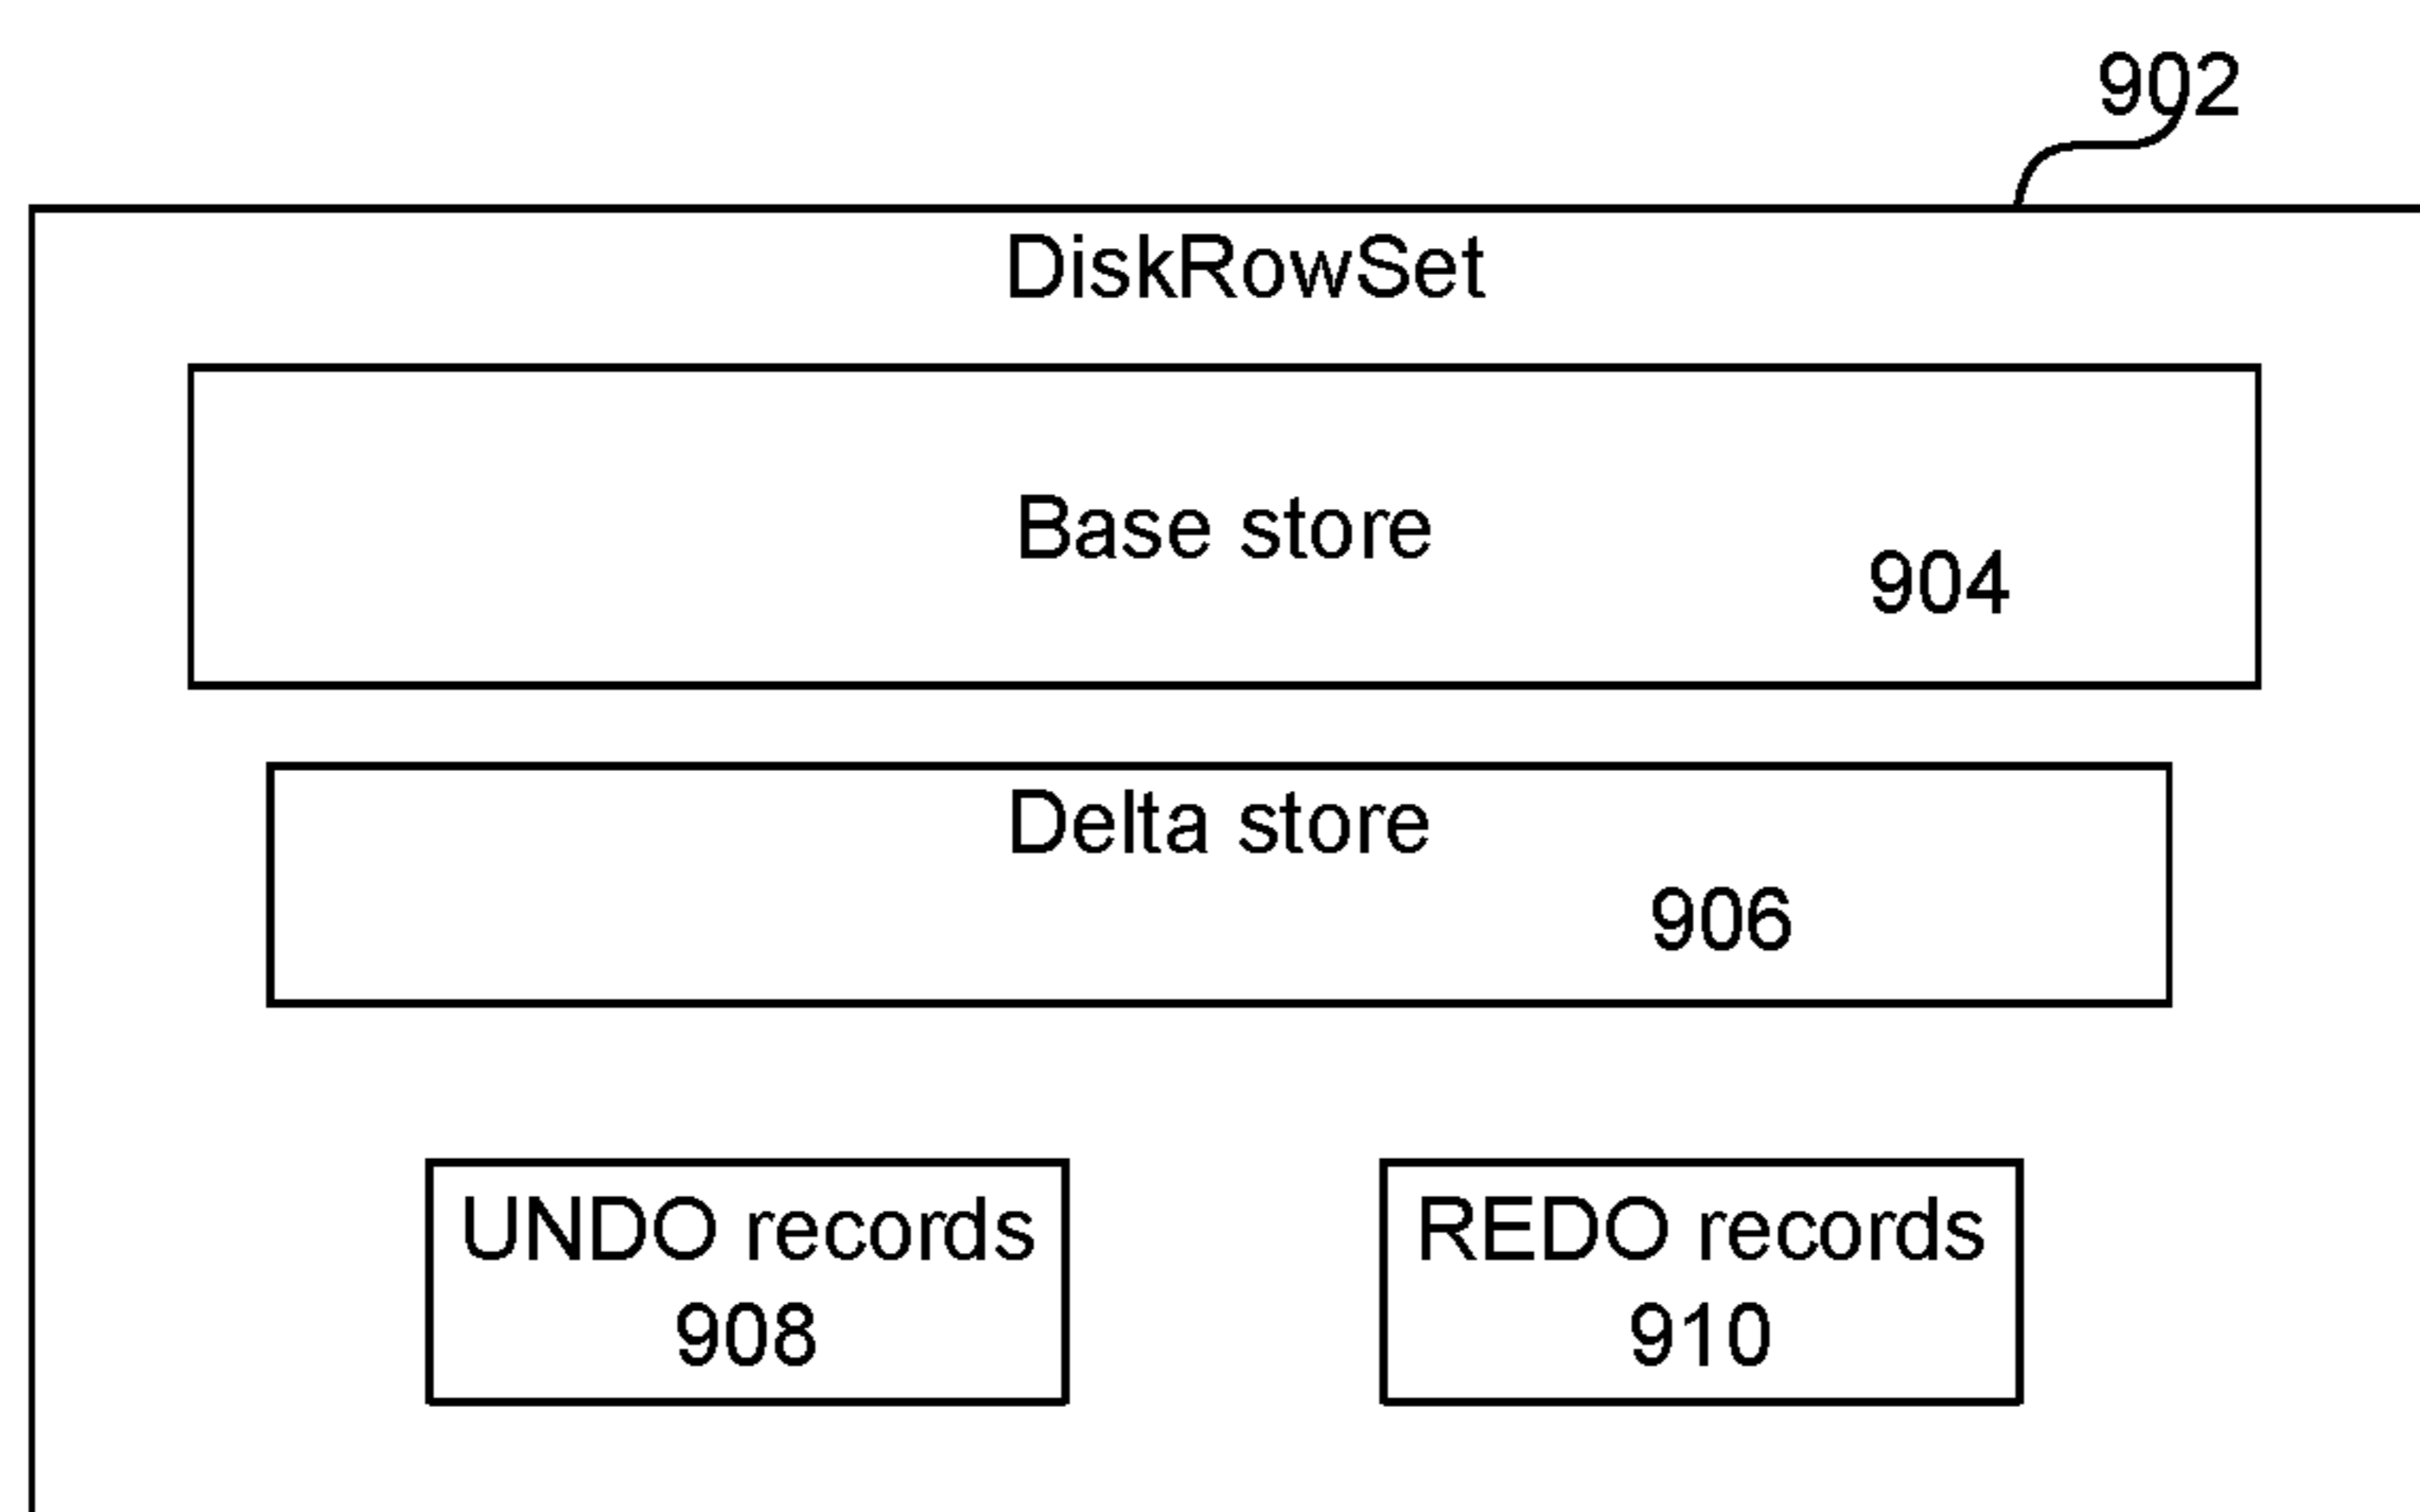 902
DiskRowSet
Base store
904
Delta store
906
UNDO records
908
REDO records
910